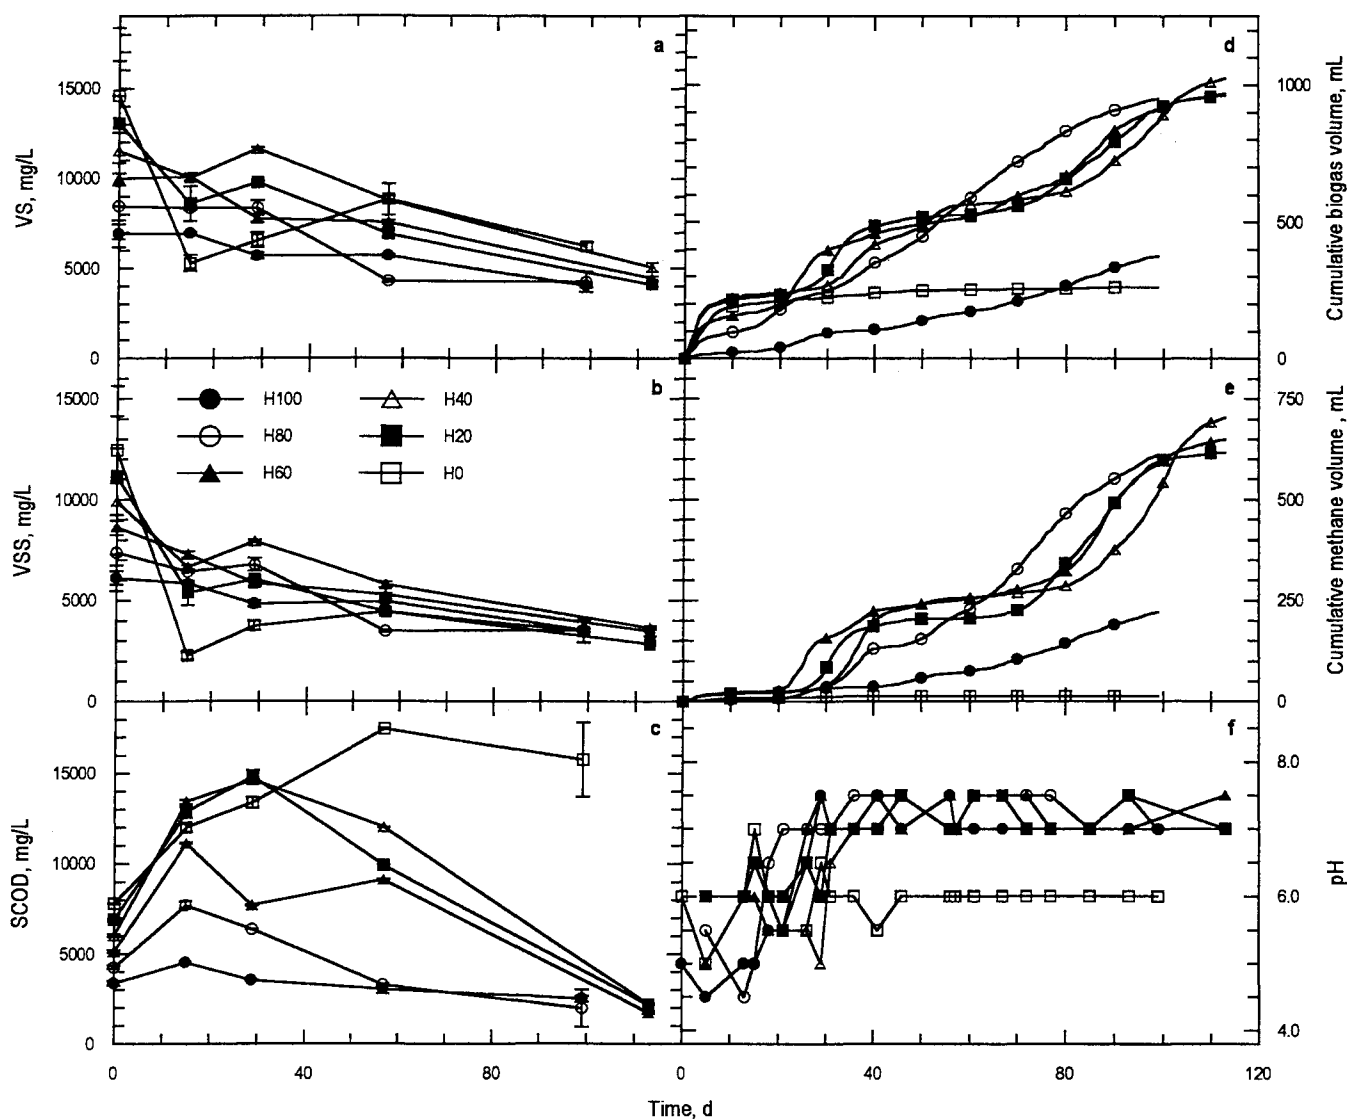 a
15000
10000
5000
0
VS, mg/L
d
1000
500
0
Cumulative biogas volume, mL
b
15000
10000
5000
0
VSS, mg/L
H100
H80
H60
H40
H20
H0
e
750
500
250
0
Cumulative methane volume , mL
c
15000
10000
5000
0
SCOD, mg/L
0
40
80
f
8.0
6.0
4.0
pH
0
40
80
120
Time, d